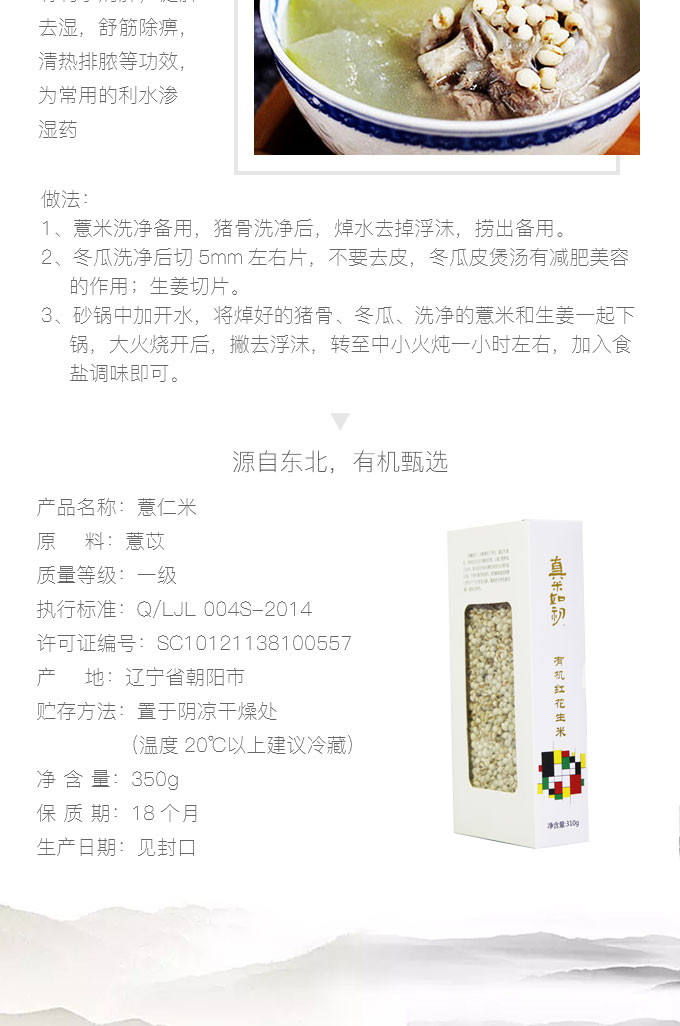 去湿，舒筋除痹，
清热排脓等功效，
为常用的利水渗
湿药
做法：
1、薏米洗净备用，猪骨洗净后，焯水去掉浮沫，捞出备用。
2、冬瓜洗净后切 5mm 左右片，不要去皮，冬瓜皮煲汤有减肥美容
的作用；生姜切片。
3、砂锅中加开水，将焯好的猪骨、冬瓜、洗净的薏米和生姜一起下
锅，大火烧开后，撇去浮沫，转至中小火炖一小时左右，加入食
盐调味即可。
源自东北，有机甄选
产品名称：薏仁米
原 料：薏苡
质量等级：一级
执行标准：Q/LJL 004S-2014
许可证编号：SC10121138100557
产 地：辽宁省朝阳市
贮存方法：置于阴凉干燥处
（温度 20℃以上建议冷藏）
净 含 量：350g
保 质 期：18 个月
生产日期：见封口
真米如初
有机红花生米
净含量:310g